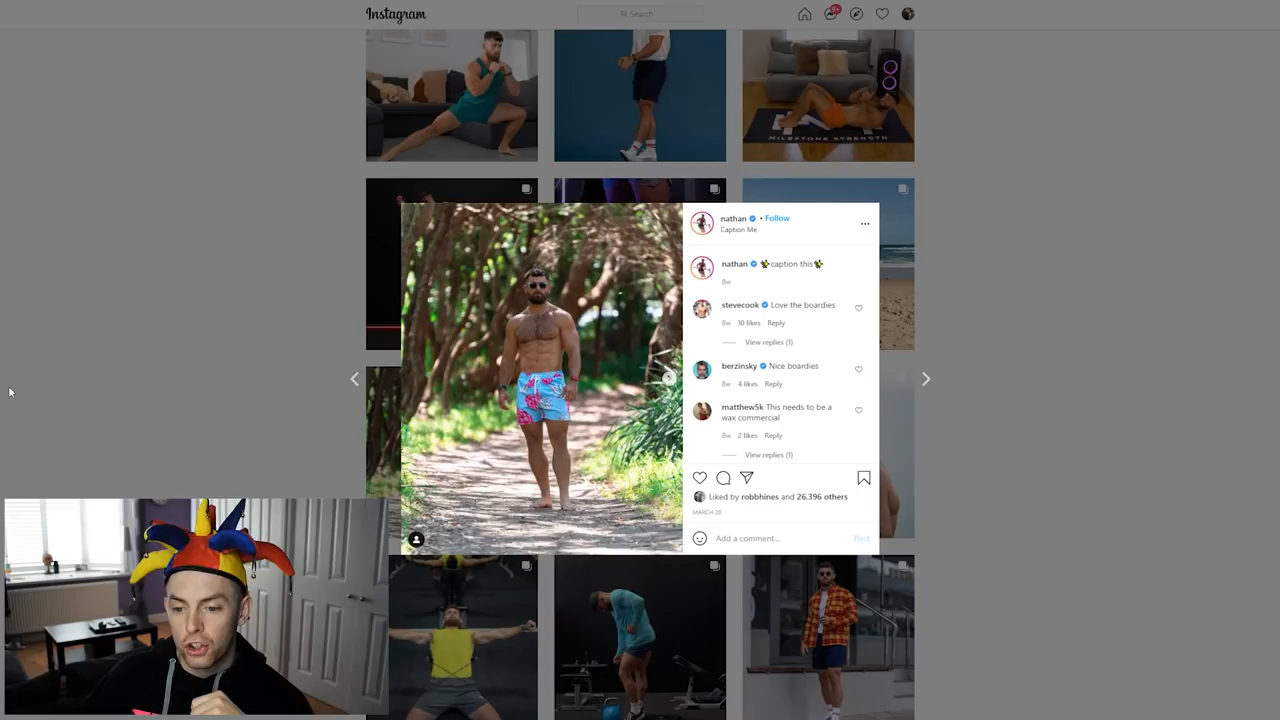 Instagram
Search
9+
MILESTONE STRENGTH
nathan • Follow
Caption Me
nathan ✨caption this✨
8w
stevecook Love the boardies
8w 10 likes Reply
View replies (1)
berzinsky Nice boardies
8w 4 likes Reply
matthew5k This needs to be a
wax commercial
8w 2 likes Reply
View replies (1)
Liked by robbhines and 26,396 others
MARCH 20
Add a comment...
Post